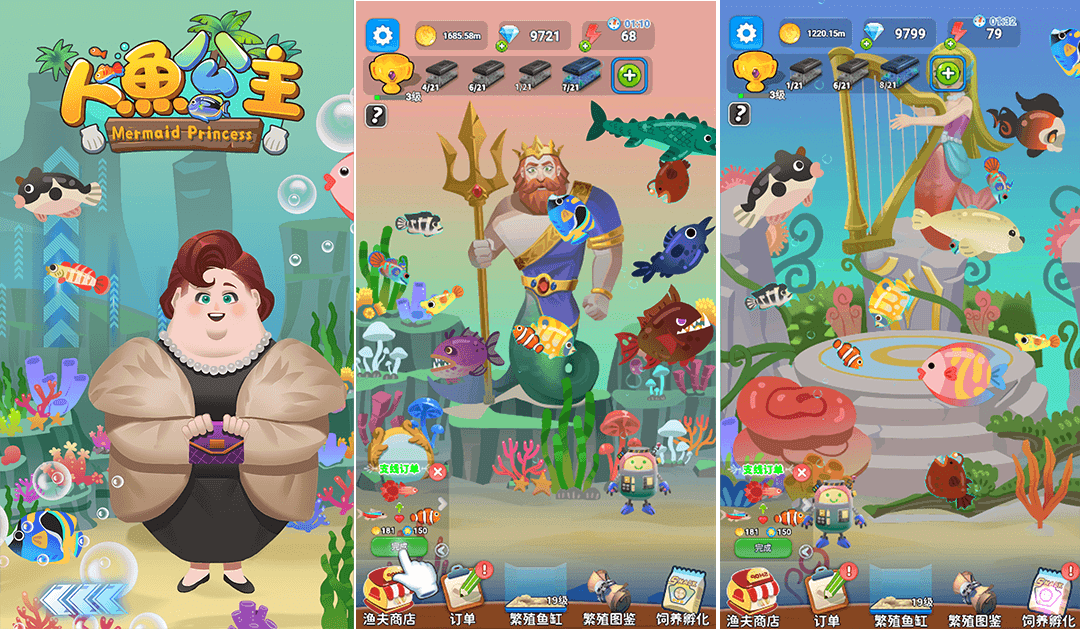 人魚公主
Mermaid Princess
1685.58m
9721
01:10
68
3级
4/21
6/21
1/21
7/21
?
支线订单
181
150
完成
渔夫商店
订单
19级
繁殖鱼缸
繁殖图鉴
饲养孵化
1220.15m
9799
01:32
79
3级
1/21
6/21
8/21
?
支线订单
181
150
完成
渔夫商店
订单
19级
繁殖鱼缸
繁殖图鉴
饲养孵化